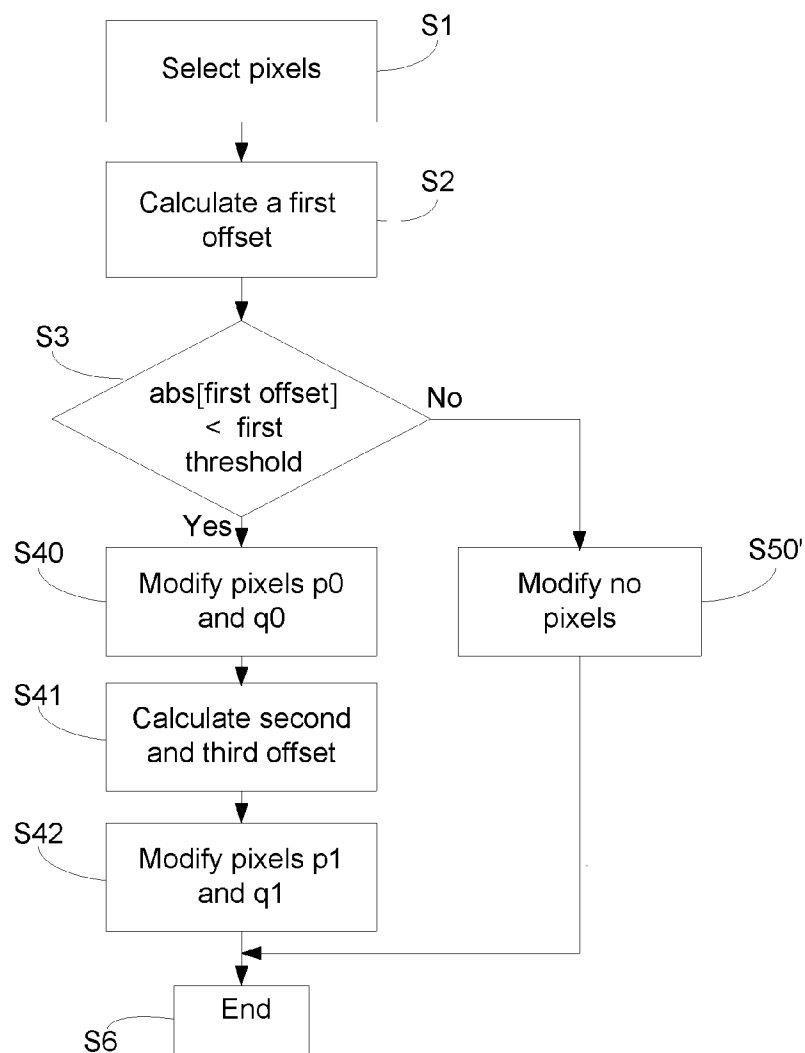 S1
Select pixels
S2
Calculate a first
offset
S3
abs[first offset]
< first
threshold
No
Yes
S40
Modify pixels p0
and q0
S50'
Modify no
pixels
S41
Calculate second
and third offset
S42
Modify pixels p1
and q1
End
S6